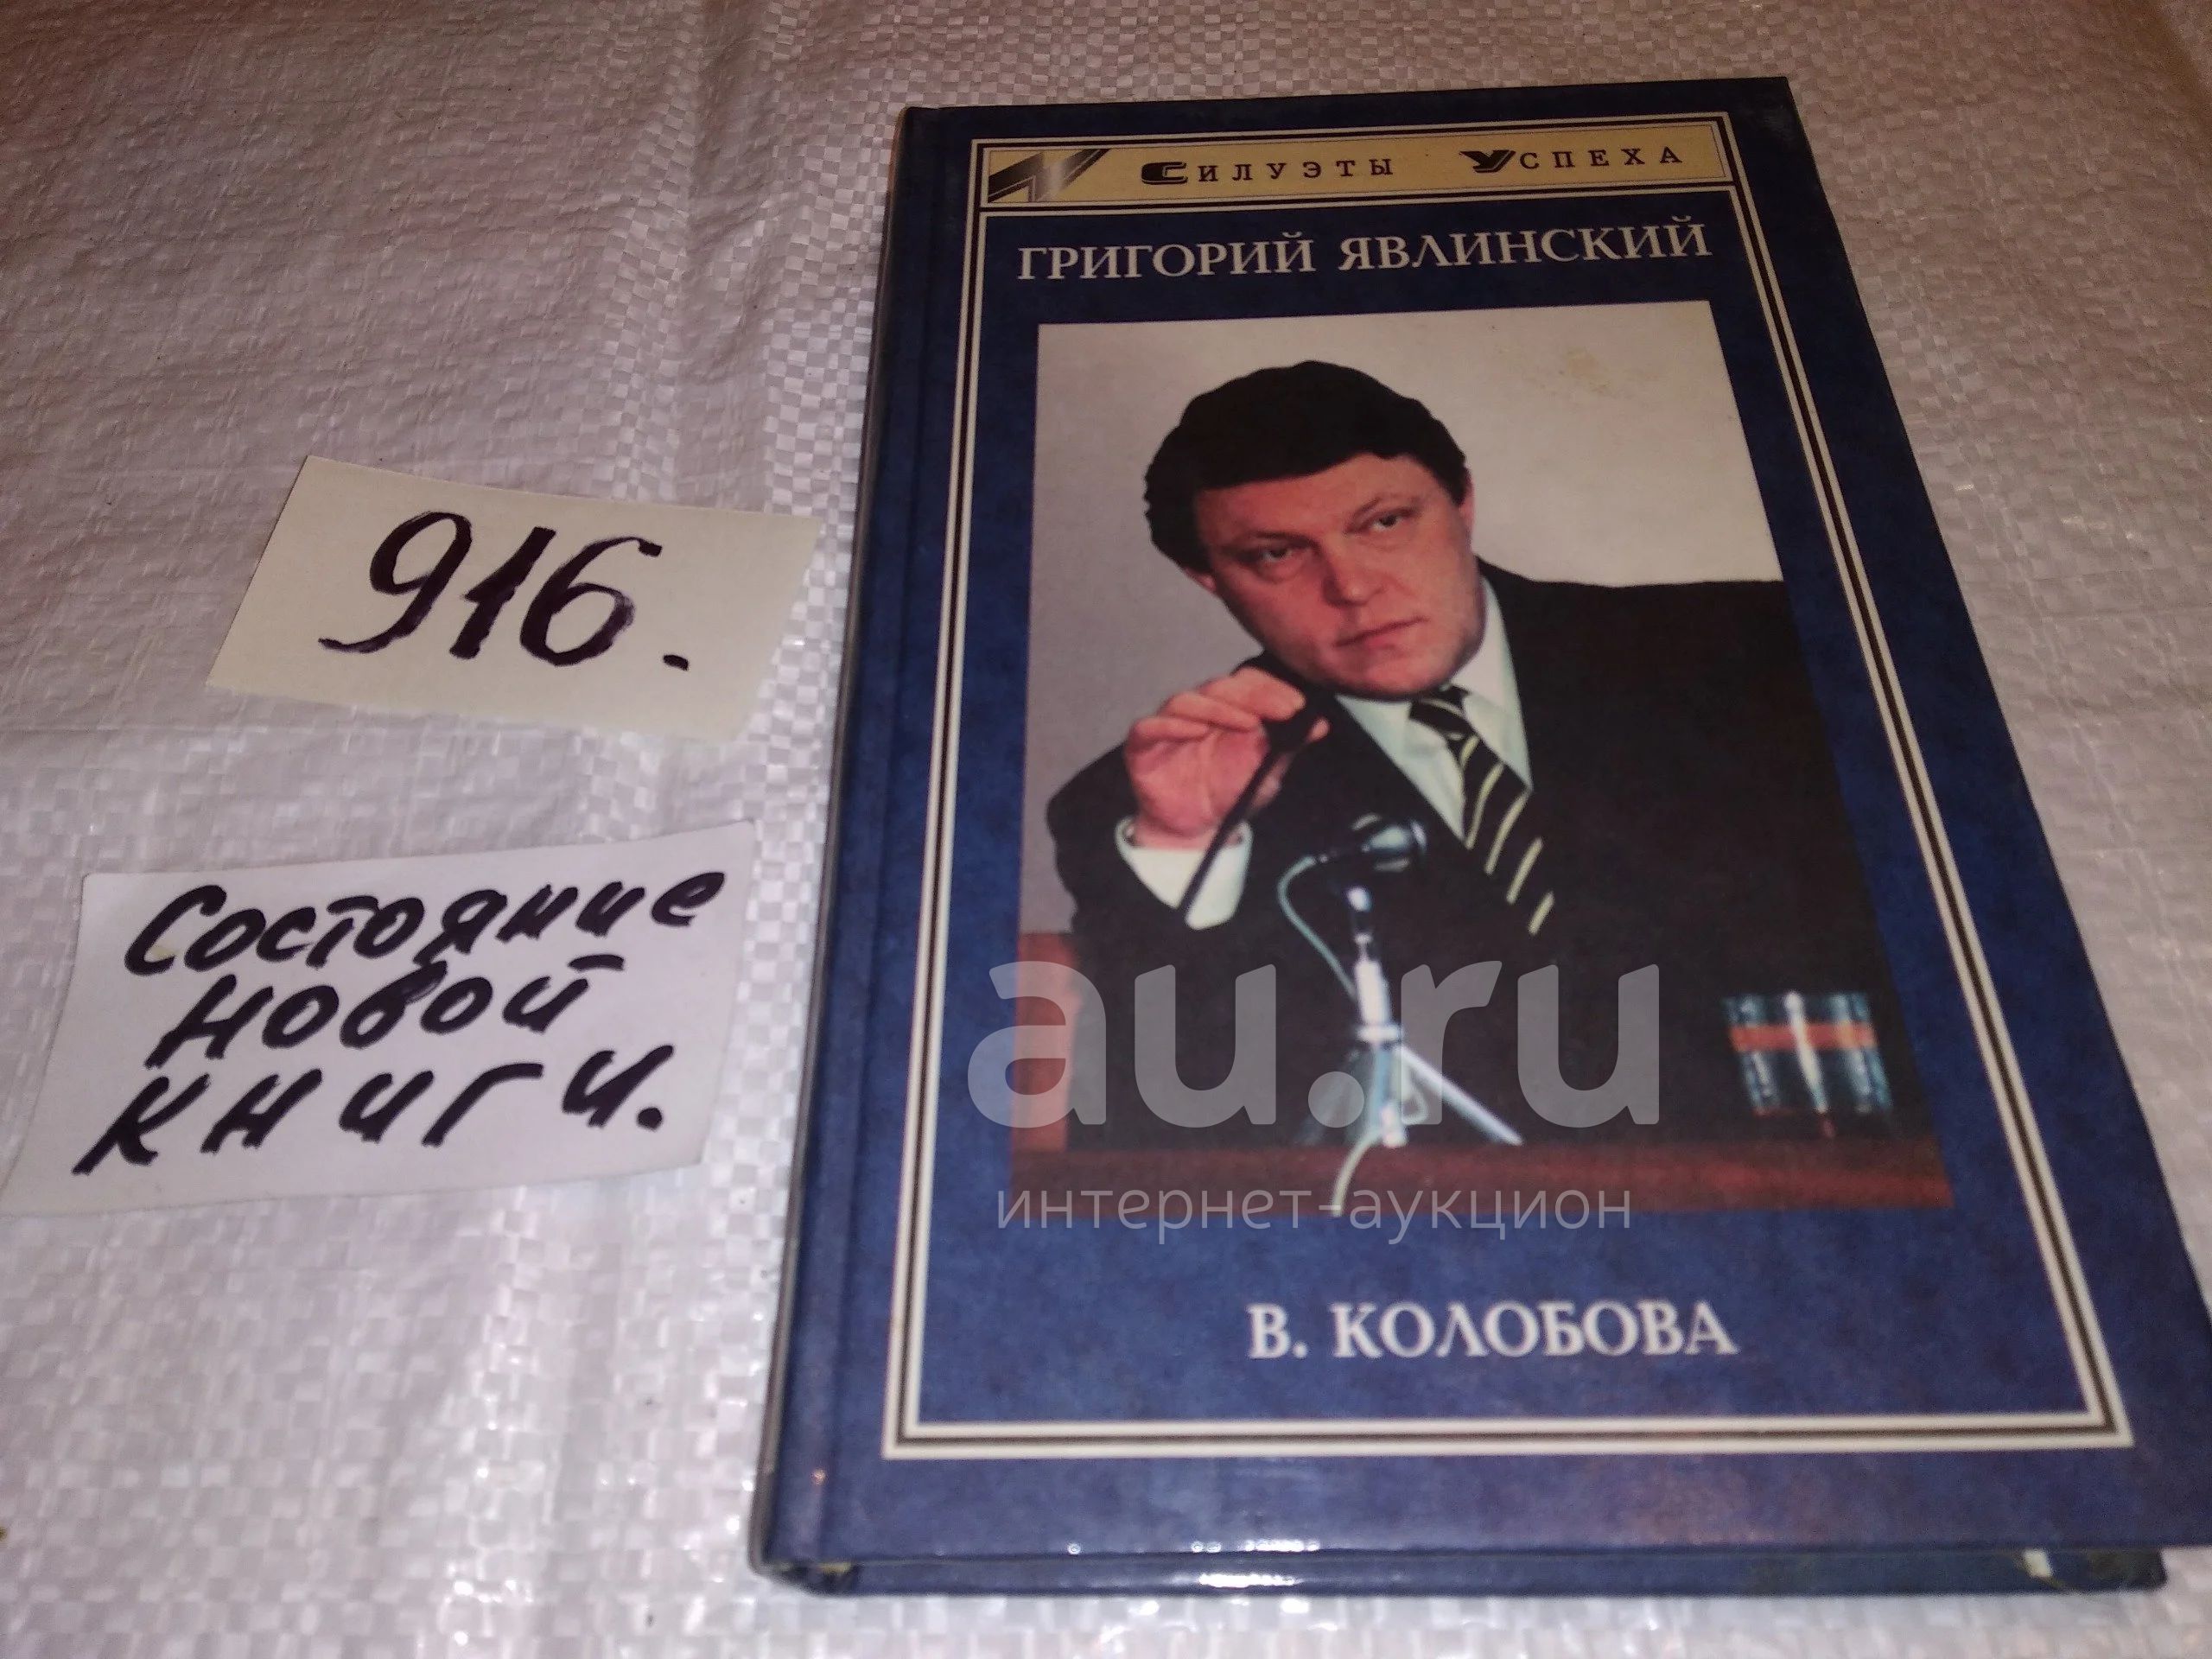 Силуэты Успеха
ГРИГОРИЙ ЯВЛИНСКИЙ
916.
Состояние
новой
книги.
au.ru
интернет-аукцион
В. КОЛОБОВА